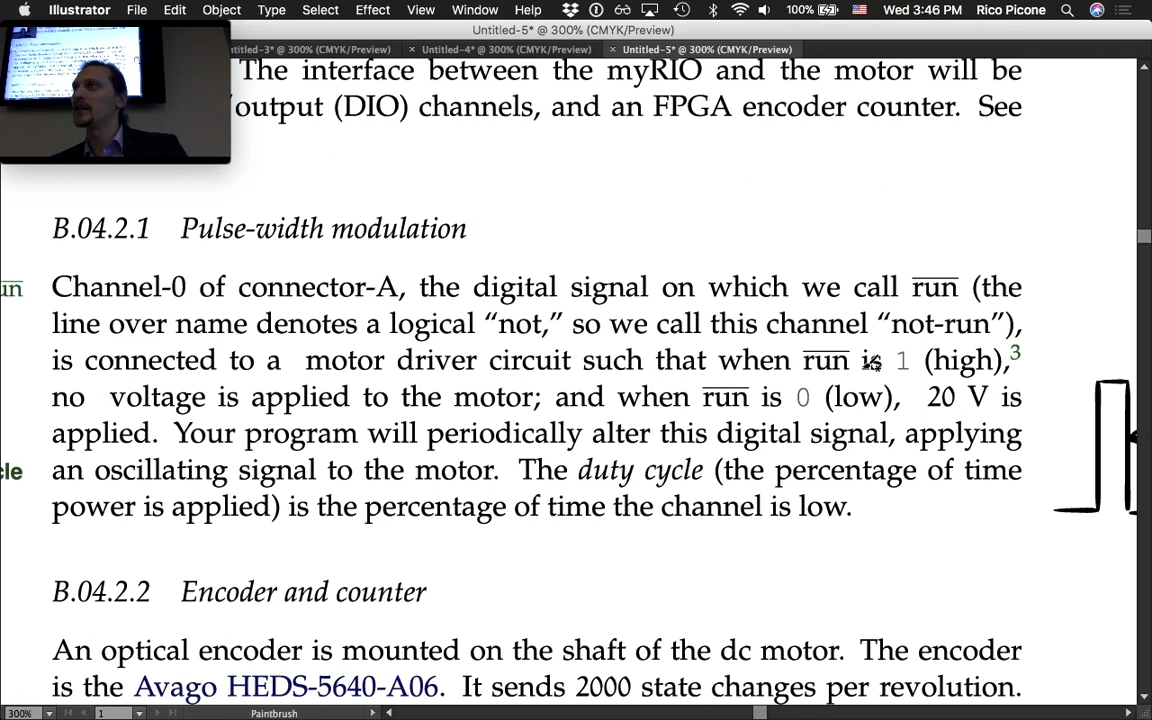 Illustrator File Edit Object Type Select Effect View Window Help 100% Wed 3:46 PM Rico Picone
Untitled-5* @ 300% (CMYK/Preview)
ntitled-3* @ 300% (CMYK/Preview) × Untitled-4* @ 300% (CMYK/Preview) × Untitled-5* @ 300% (CMYK/Preview)
The interface between the myRIO and the motor will be
output (DIO) channels, and an FPGA encoder counter. See
B.04.2.1 Pulse-width modulation
un Channel-0 of connector-A, the digital signal on which we call r̅u̅n̅ (the
line over name denotes a logical “not,” so we call this channel “not-run”),
is connected to a motor driver circuit such that when r̅u̅n̅ is 1 (high),³
no voltage is applied to the motor; and when r̅u̅n̅ is 0 (low), 20 V is
applied. Your program will periodically alter this digital signal, applying
cle an oscillating signal to the motor. The duty cycle (the percentage of time
power is applied) is the percentage of time the channel is low.
B.04.2.2 Encoder and counter
An optical encoder is mounted on the shaft of the dc motor. The encoder
is the Avago HEDS-5640-A06. It sends 2000 state changes per revolution.
300% 1 Paintbrush